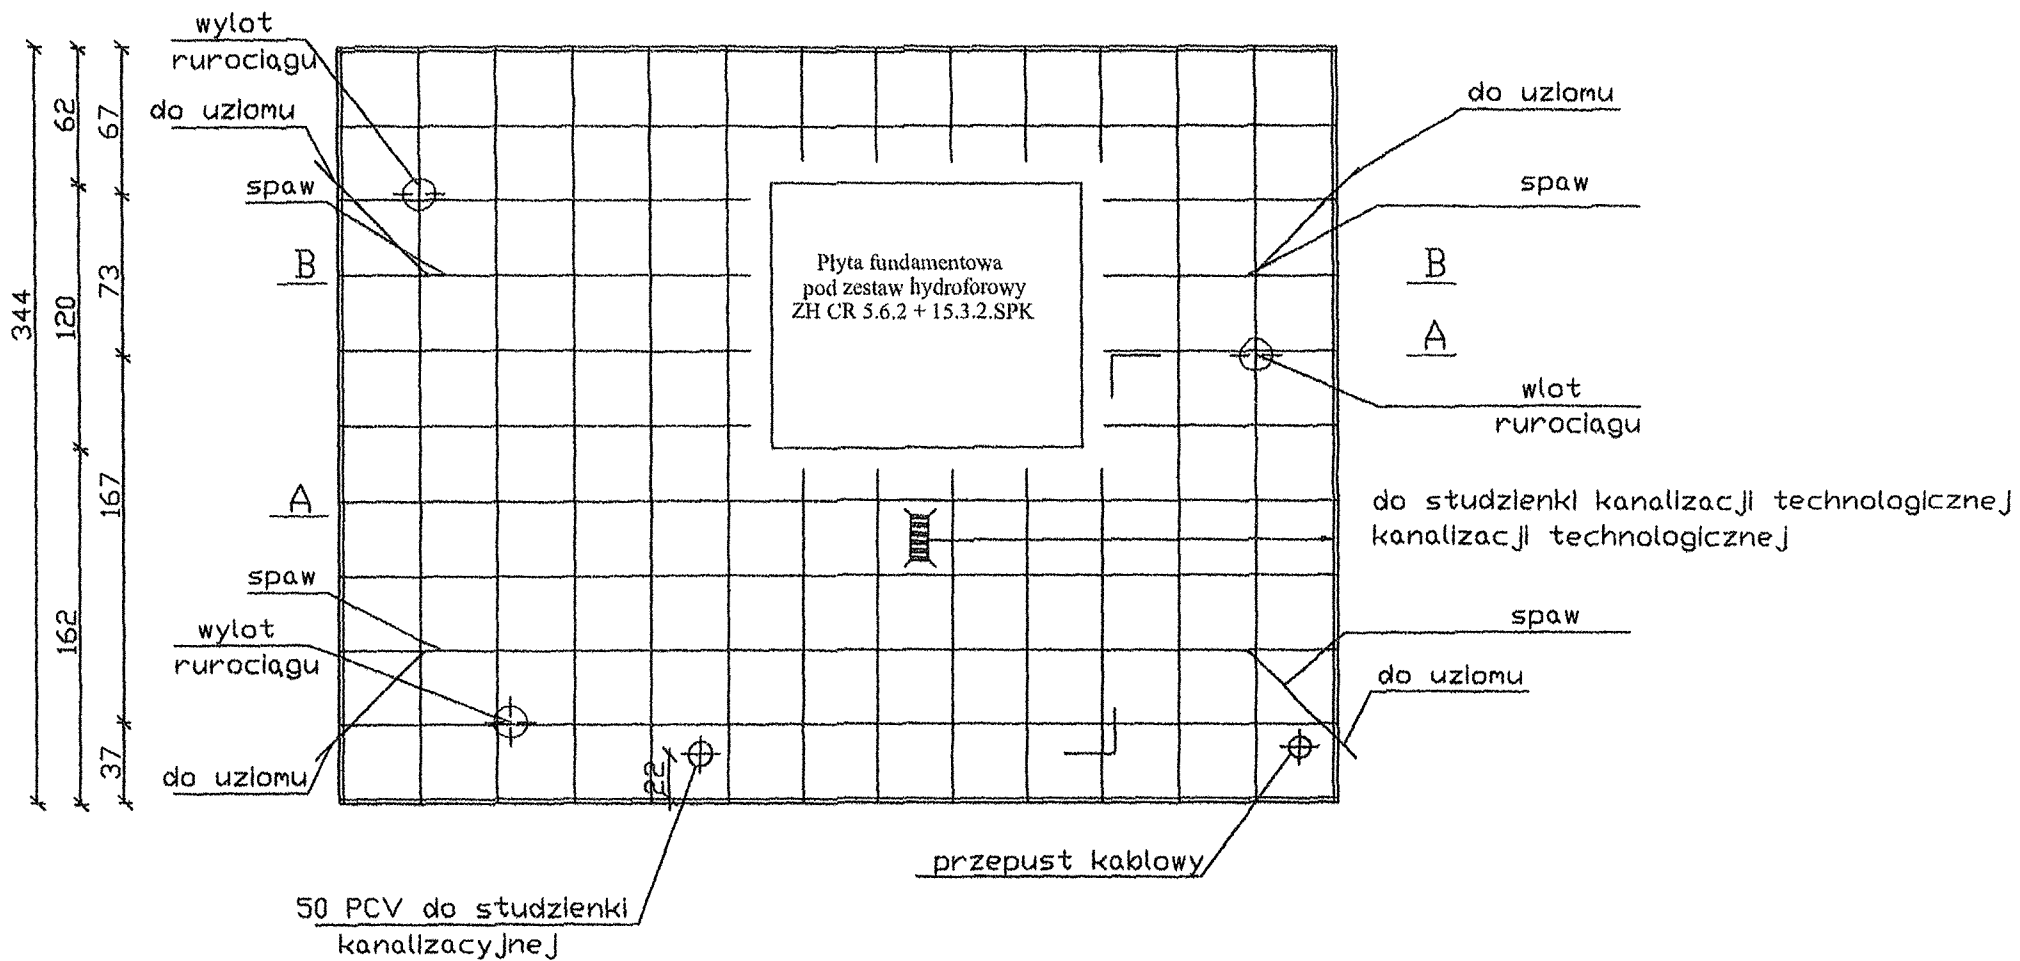 wylot
rurociągu
do uziomu
spaw
B
A
spaw
wylot
rurociągu
do uziomu
344
62
120
162
67
73
167
37
22
Płyta fundamentowa
pod zestaw hydroforowy
ZH CR 5.6.2 + 15.3.2.SPK
do uziomu
spaw
B
A
wlot
rurociągu
do studzienki kanalizacji technologicznej
kanalizacji technologicznej
spaw
do uziomu
przepust kablowy
50 PCV do studzienki
kanalizacyjnej